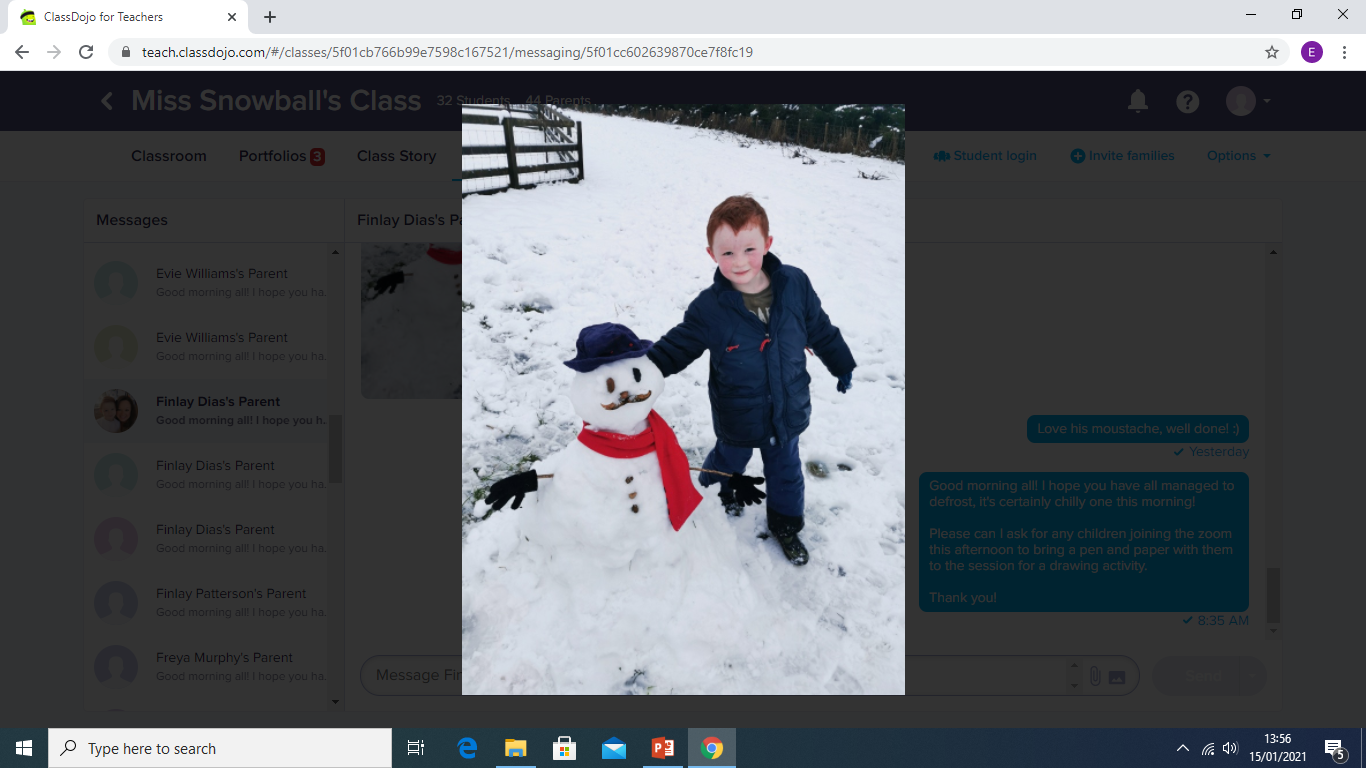 ClassDojo for Teachers
teach.classdojo.com/#/classes/5f01cb766b99e7598c167521/messaging/5f01cc602639870ce7f8fc19
E
Miss Snowball's Class 32 Students 44 Parents
Classroom Portfolios 3 Class Story Student login Invite families Options
Messages
Finlay Dias's Pa
Evie Williams's Parent
Good morning all! I hope you ha..
Evie Williams's Parent
Good morning all! I hope you ha..
Finlay Dias's Parent
Good morning all! I hope you h..
Finlay Dias's Parent
Good morning all! I hope you ha..
Finlay Dias's Parent
Good morning all! I hope you ha..
Finlay Patterson's Parent
Good morning all! I hope you ha..
Freya Murphy's Parent
Good morning all! I hope you ha..
Love his moustache, well done! :)
Yesterday
Good morning all! I hope you have all managed to
defrost, it's certainly chilly one this morning!
Please can I ask for any children joining the zoom
this afternoon to bring a pen and paper with them
to the session for a drawing activity.
Thank you!
8:35 AM
Message Fin
Send
Type here to search
13:56
15/01/2021
5